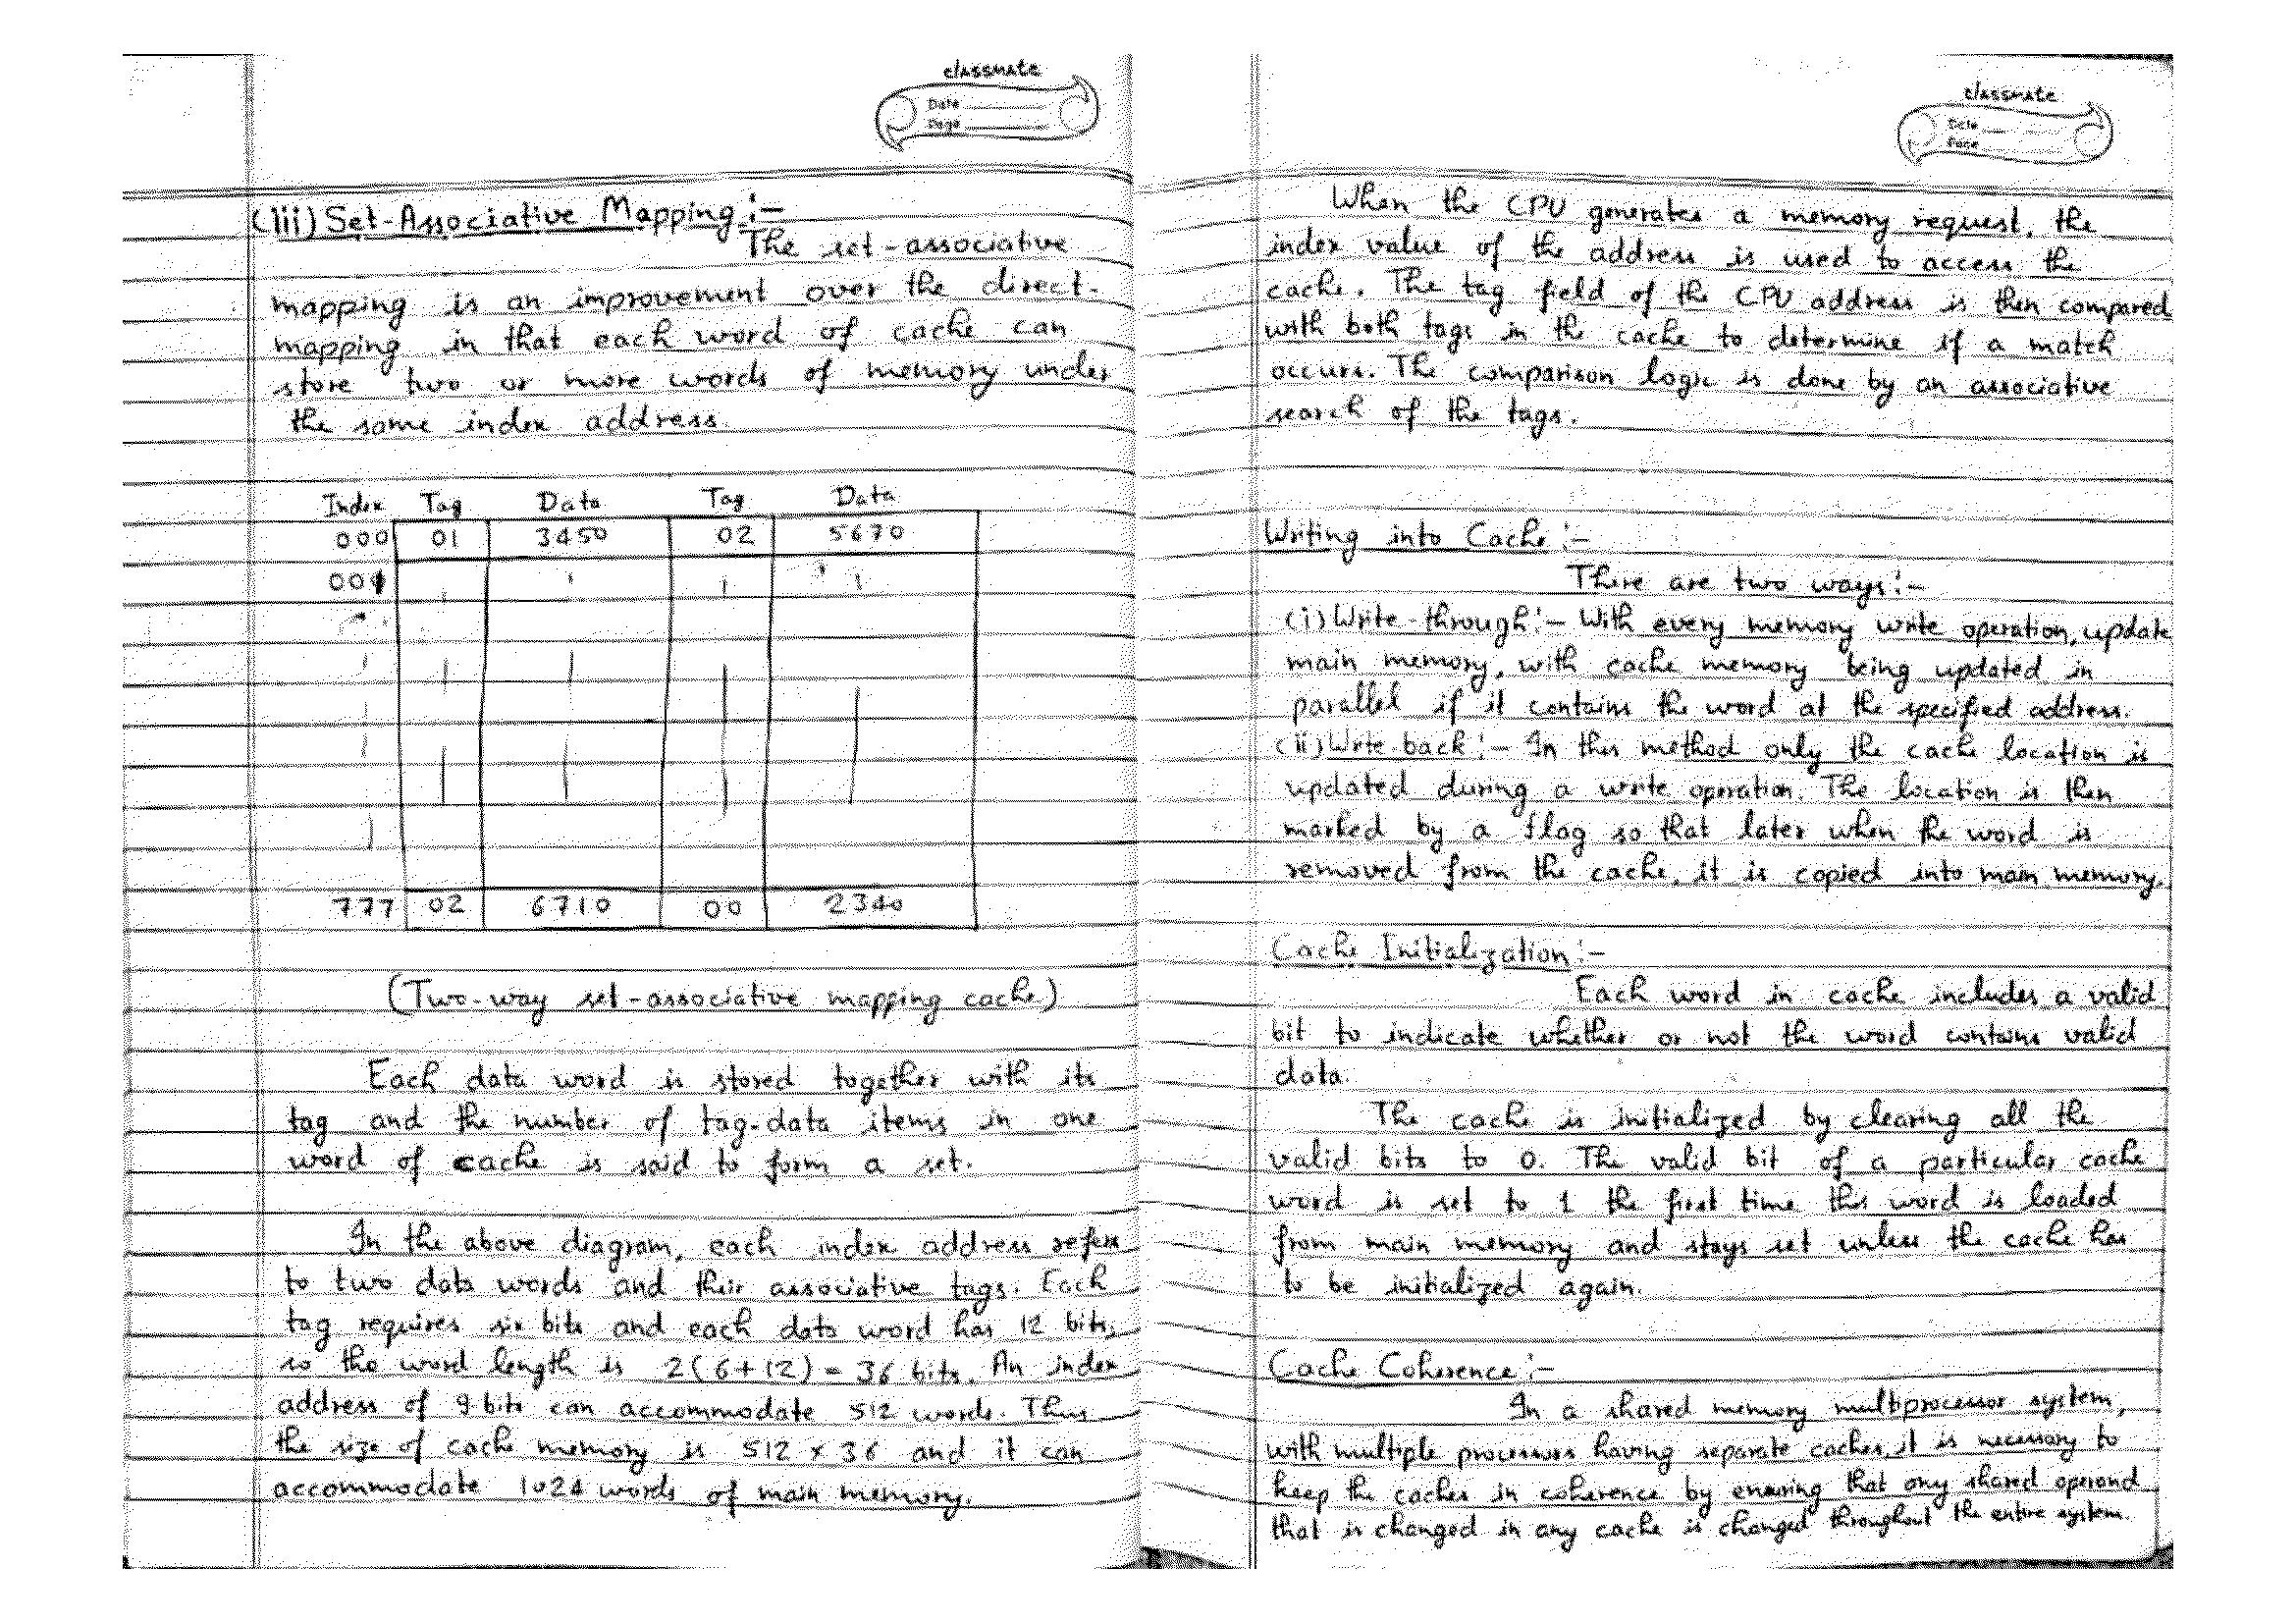 classmate
Date
Page
(iii) Set-Associative Mapping :-
The set-associative
mapping is an improvement over the direct-
mapping in that each word of cache can
store two or more words of memory under
the same index address.
Index Tag Data Tag Data
000 01 3450 02 5670
001
777 02 6710 00 2340
(Two-way set-associative mapping cache)
Each data word is stored together with its
tag and the number of tag-data items in one
word of cache is said to form a set.
In the above diagram, each index address refers
to two data words and their associative tags. Each
tag requires six bits and each data word has 12 bits,
so the word length is 2(6+12) = 36 bits. An index
address of 9 bits can accommodate 512 words. Thus
the size of cache memory is 512 x 36 and it can
accommodate 1024 words of main memory.
classmate
Date
Page
When the CPU generates a memory request, the
index value of the address is used to access the
cache. The tag field of the CPU address is then compared
with both tags in the cache to determine if a match
occurs. The comparison logic is done by an associative
search of the tags.
Writing into Cache :-
There are two ways :-
(i) Write-through :- With every memory write operation, update
main memory, with cache memory being updated in
parallel if it contains the word at the specified address.
(ii) Write-back :- In this method only the cache location is
updated during a write operation. The location is then
marked by a flag so that later when the word is
removed from the cache, it is copied into main memory.
Cache Initialization :-
Each word in cache includes a valid
bit to indicate whether or not the word contains valid
data.
The cache is initialized by clearing all the
valid bits to 0. The valid bit of a particular cache
word is set to 1 the first time this word is loaded
from main memory and stays set unless the cache has
to be initialized again.
Cache Coherence :-
In a shared memory multiprocessor system,
with multiple processors having separate caches, it is necessary to
keep the caches in coherence by ensuring that any shared operand
that is changed in any cache is changed throughout the entire system.